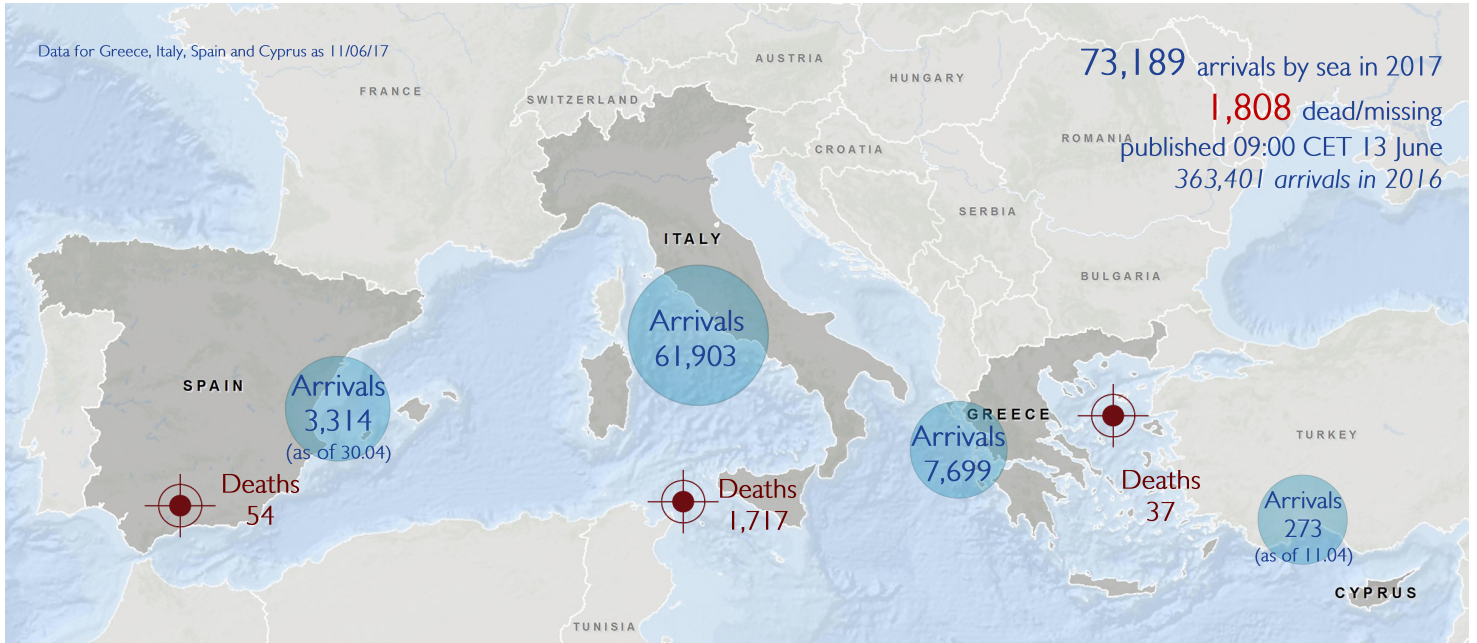 Data for Greece, Italy, Spain and Cyprus as 11/06/17
73,189 arrivals by sea in 2017
1,808 dead/missing
published 09:00 CET 13 June
363,401 arrivals in 2016
FRANCE
SWITZERLAND
AUSTRIA
HUNGARY
CROATIA
ROMANIA
SERBIA
BULGARIA
ITALY
Arrivals
61,903
SPAIN
Arrivals
3,314
(as of 30.04)
Deaths
54
Deaths
1,717
GREECE
Arrivals
7,699
Deaths
37
TURKEY
Arrivals
273
(as of 11.04)
CYPRUS
TUNISIA